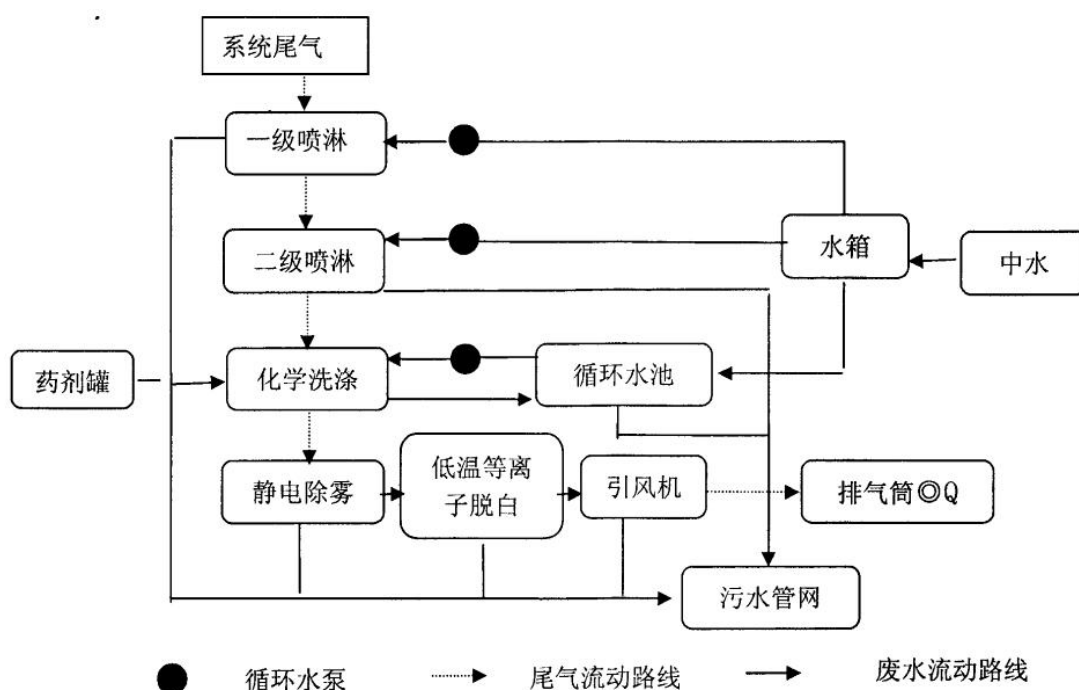 系统尾气
一级喷淋
二级喷淋
水箱
中水
药剂罐
化学洗涤
循环水池
静电除雾
低温等离
子脱白
引风机
排气筒◎Q
污水管网
循环水泵
尾气流动路线
废水流动路线